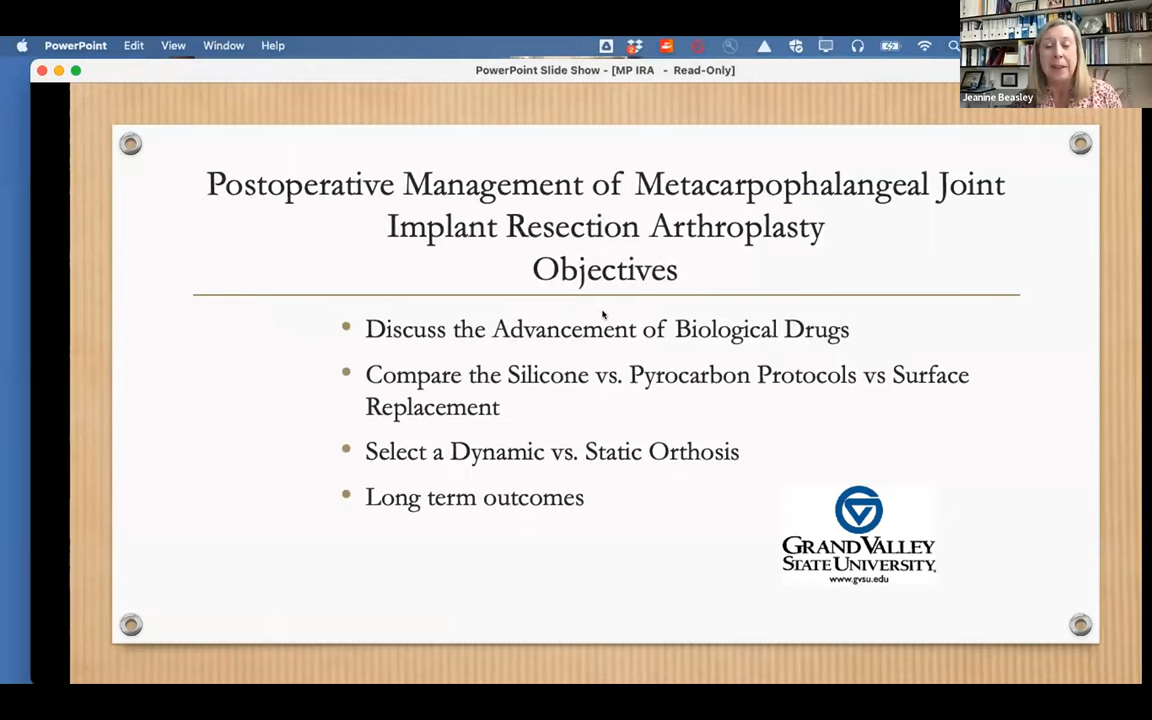 PowerPoint Edit View Window Help
PowerPoint Slide Show - [MP IRA - Read-Only]
Jeanine Beasley
Postoperative Management of Metacarpophalangeal Joint
Implant Resection Arthroplasty
Objectives
• Discuss the Advancement of Biological Drugs
• Compare the Silicone vs. Pyrocarbon Protocols vs Surface
Replacement
• Select a Dynamic vs. Static Orthosis
• Long term outcomes
GRAND VALLEY
STATE UNIVERSITY.
www.gvsu.edu